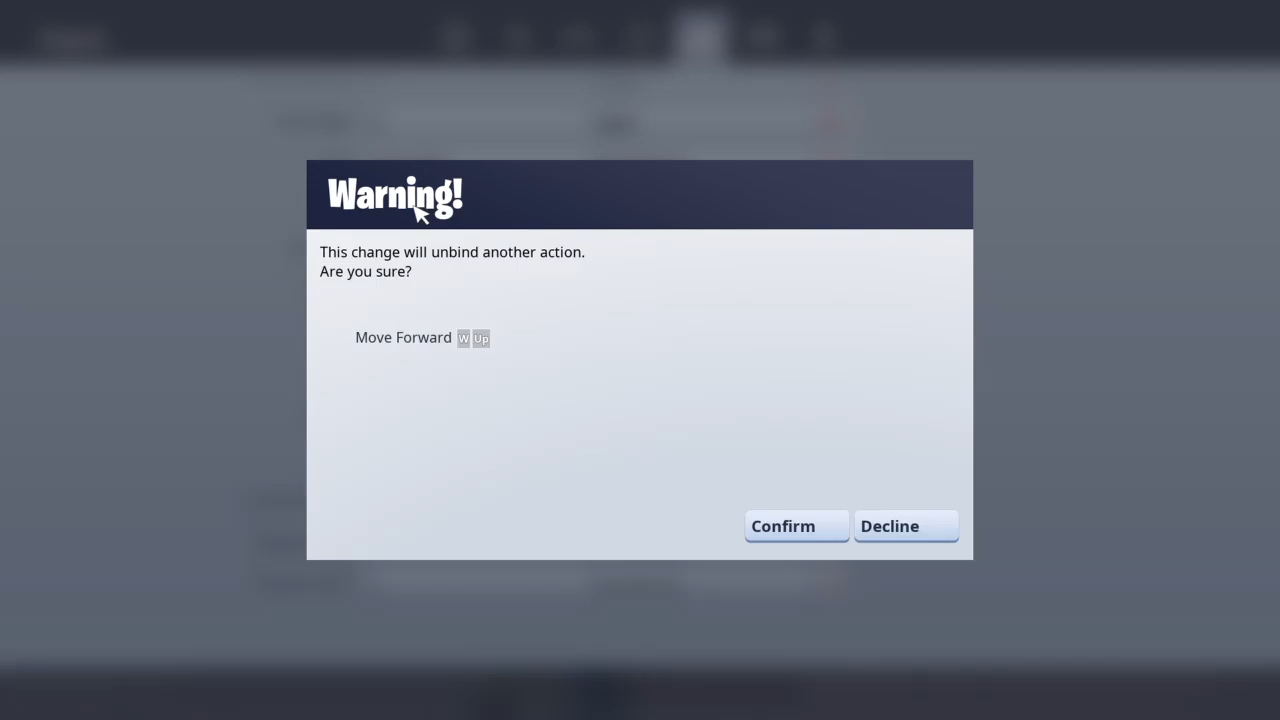 Warning!
This change will unbind another action.
Are you sure?
Move Forward W Up
Confirm Decline